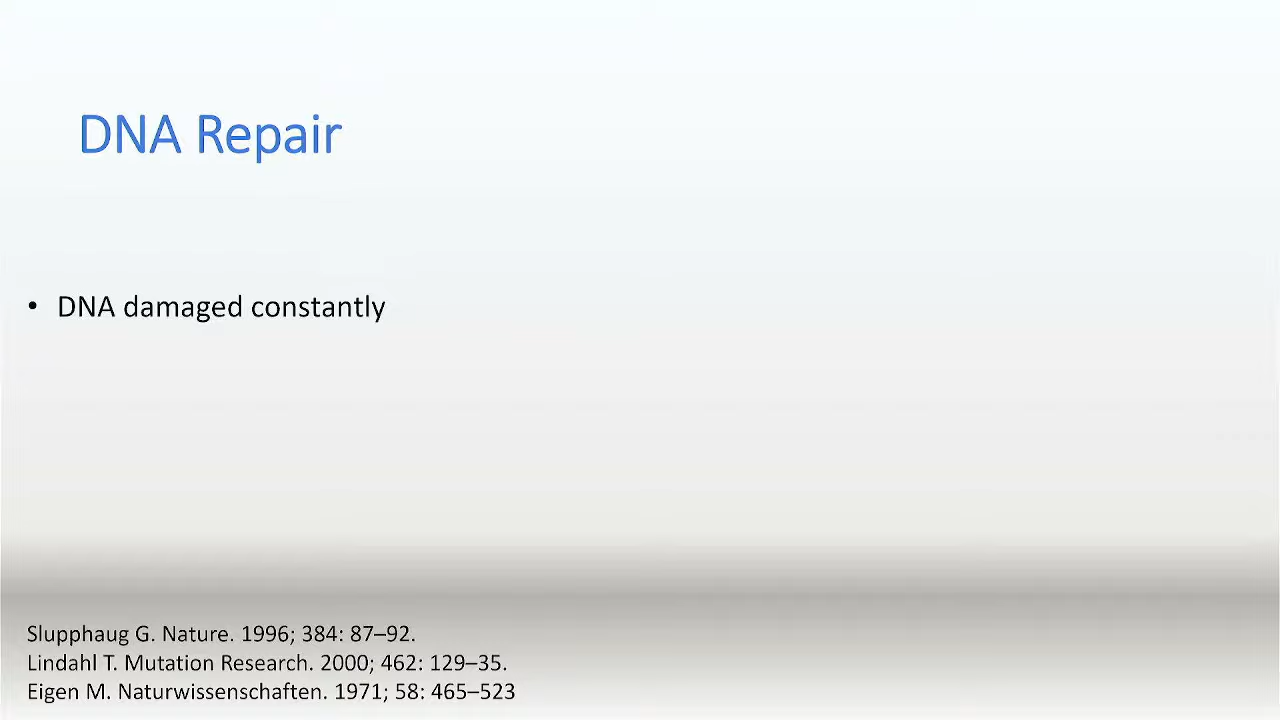 DNA Repair
• DNA damaged constantly
Slupphaug G. Nature. 1996; 384: 87–92.
Lindahl T. Mutation Research. 2000; 462: 129–35.
Eigen M. Naturwissenschaften. 1971; 58: 465–523